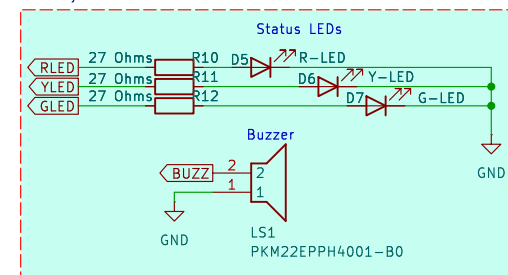 Status LEDs
RLED 27 Ohms R10 D5 R-LED
YLED 27 Ohms R11 D6 Y-LED
GLED 27 Ohms R12 D7 G-LED
GND
Buzzer
BUZZ 2 2
1 1
GND
LS1
PKM22EPPH4001-B0